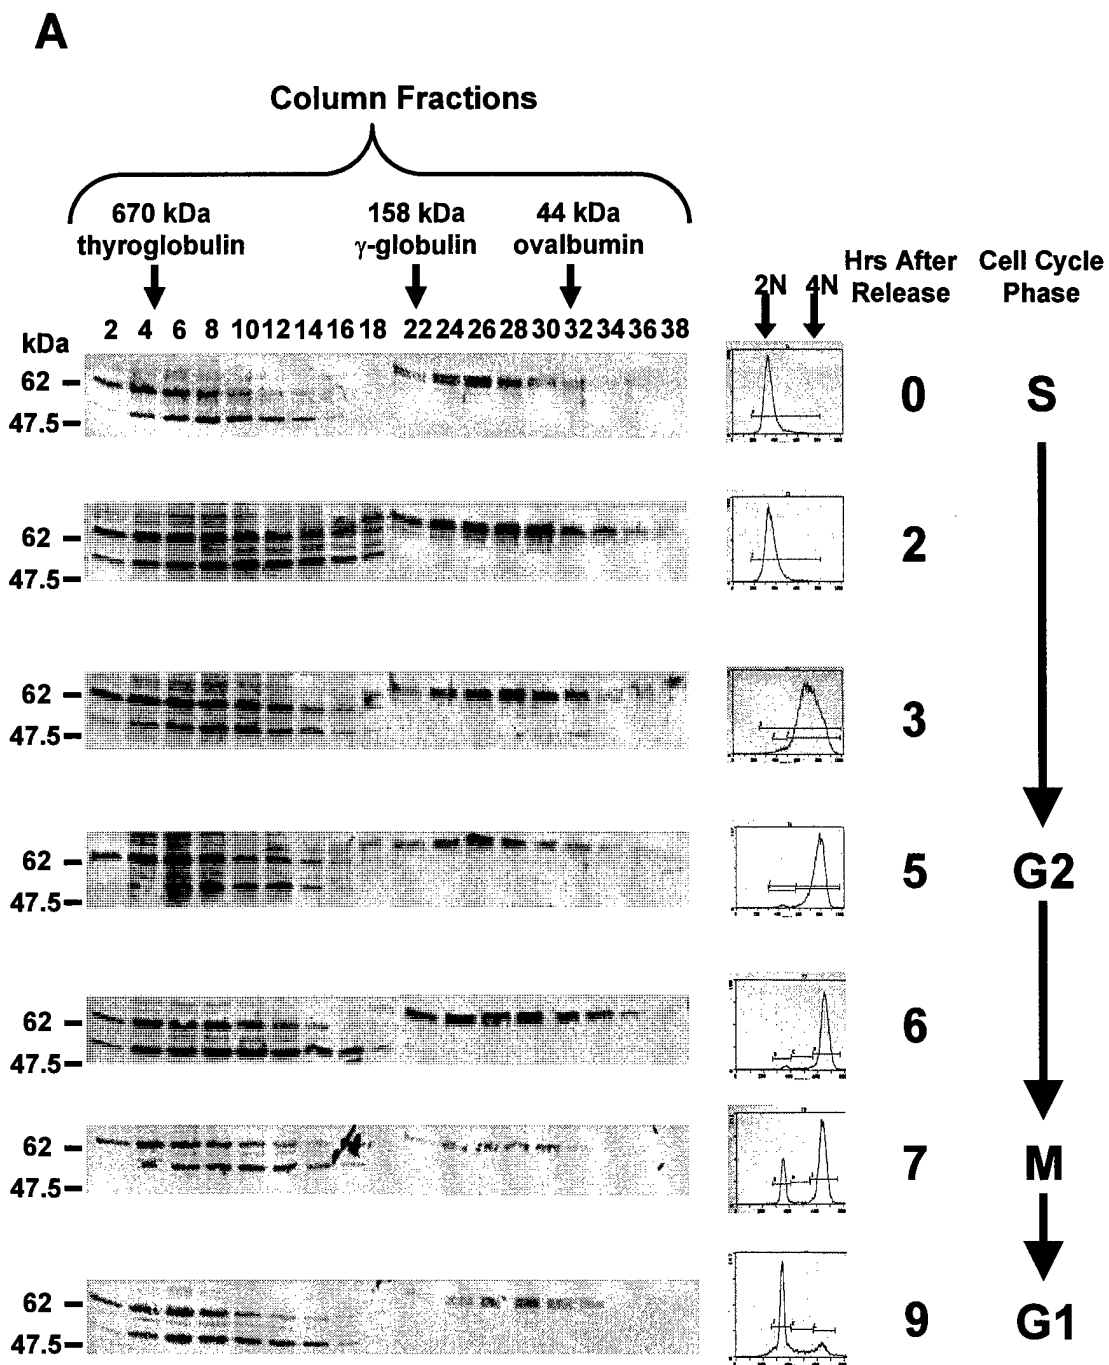 A
Column Fractions
670 kDa
thyroglobulin
158 kDa
γ-globulin
44 kDa
ovalbumin
2N 4N
Hrs After
Release
Cell Cycle
Phase
kDa
2 4 6 8 10 12 14 16 18 22 24 26 28 30 32 34 36 38
62
47.5
0
S
62
47.5
2
62
47.5
3
62
47.5
5
G2
62
47.5
6
62
47.5
7
M
62
47.5
9
G1